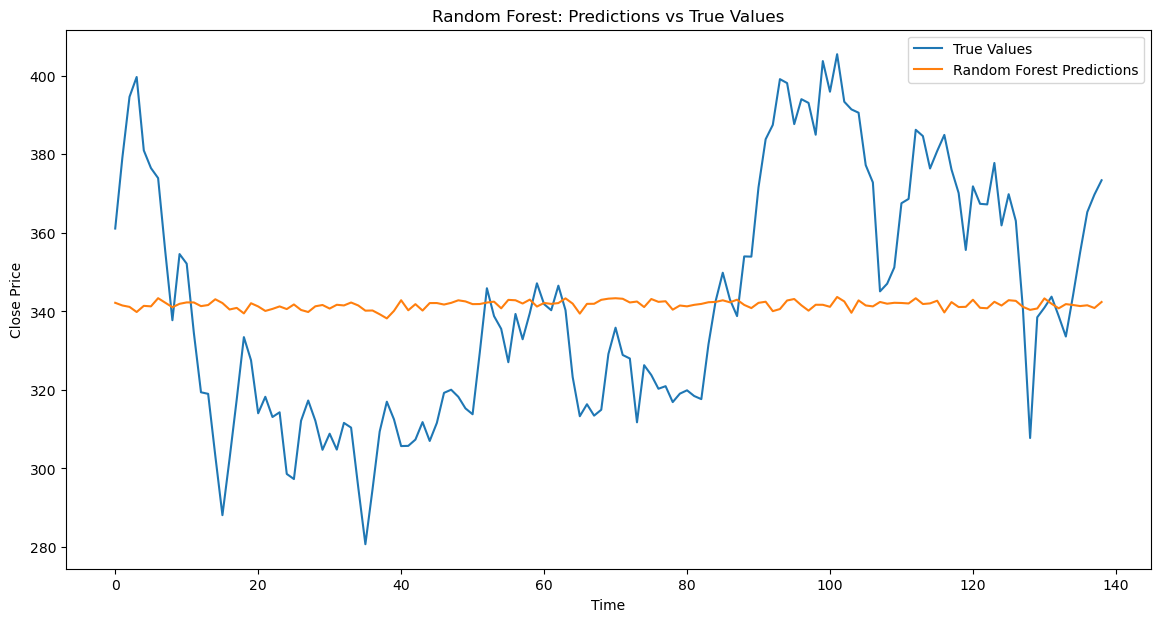 Random Forest: Predictions vs True Values
True Values
Random Forest Predictions
Close Price
400
380
360
340
320
300
280
0 20 40 60 80 100 120 140
Time